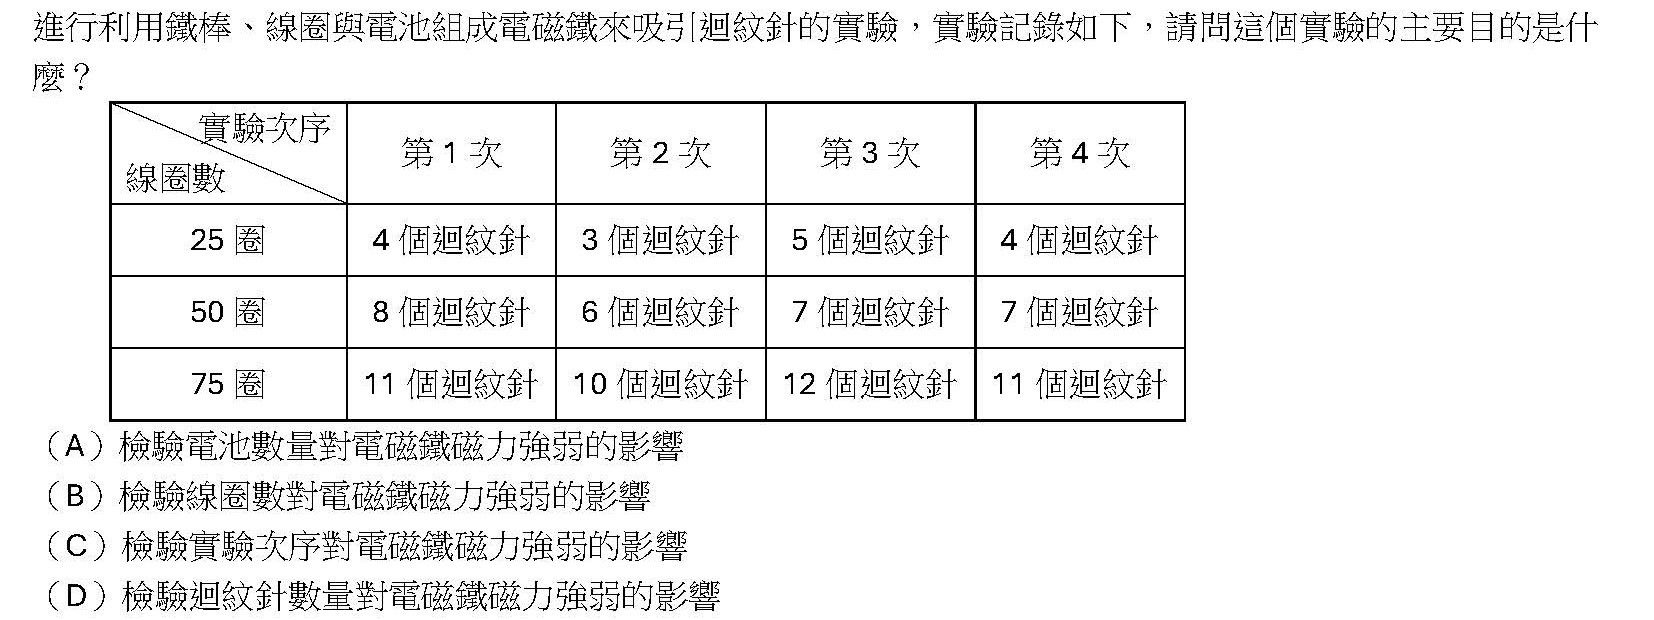 進行利用鐵棒、線圈與電池組成電磁鐵來吸引迴紋針的實驗，實驗記錄如下，請問這個實驗的主要目的是什
麼？
實驗次序
線圈數
第 1 次 第 2 次 第 3 次 第 4 次
25 圈 4 個迴紋針 3 個迴紋針 5 個迴紋針 4 個迴紋針
50 圈 8 個迴紋針 6 個迴紋針 7 個迴紋針 7 個迴紋針
75 圈 11 個迴紋針 10 個迴紋針 12 個迴紋針 11 個迴紋針
（A）檢驗電池數量對電磁鐵磁力強弱的影響
（B）檢驗線圈數對電磁鐵磁力強弱的影響
（C）檢驗實驗次序對電磁鐵磁力強弱的影響
（D）檢驗迴紋針數量對電磁鐵磁力強弱的影響